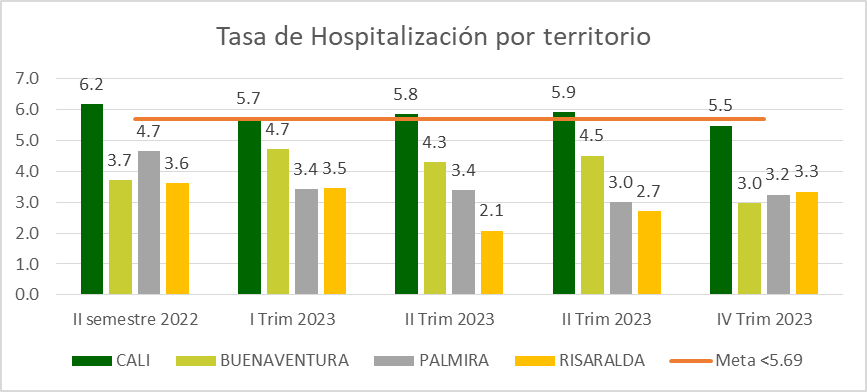 Tasa de Hospitalización por territorio
7.0
6.0
5.0
4.0
3.0
2.0
1.0
0.0
6.2
3.7
4.7
3.6
5.7
4.7
3.4
3.5
5.8
4.3
3.4
2.1
5.9
4.5
3.0
2.7
5.5
3.0
3.2
3.3
II semestre 2022
I Trim 2023
II Trim 2023
II Trim 2023
IV Trim 2023
CALI
BUENAVENTURA
PALMIRA
RISARALDA
Meta <5.69